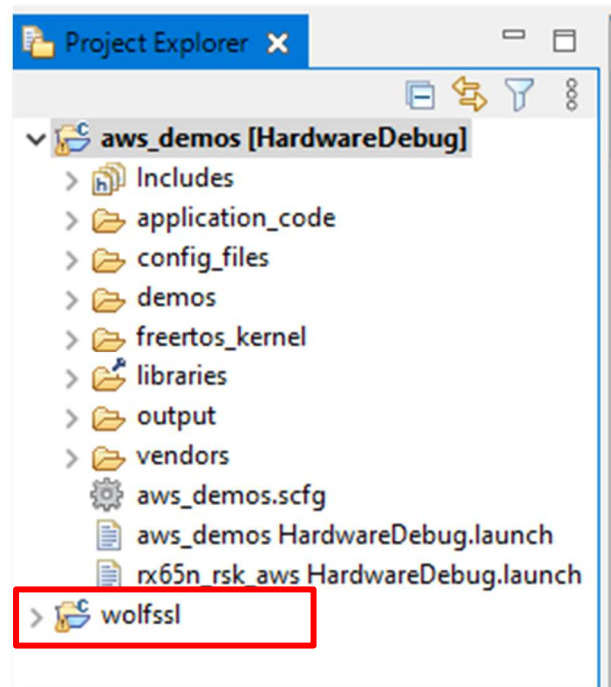 Project Explorer
aws_demos [HardwareDebug]
Includes
application_code
config_files
demos
freertos_kernel
libraries
output
vendors
aws_demos.scfg
aws_demos HardwareDebug.launch
rx65n_rsk_aws HardwareDebug.laun
wolfssl